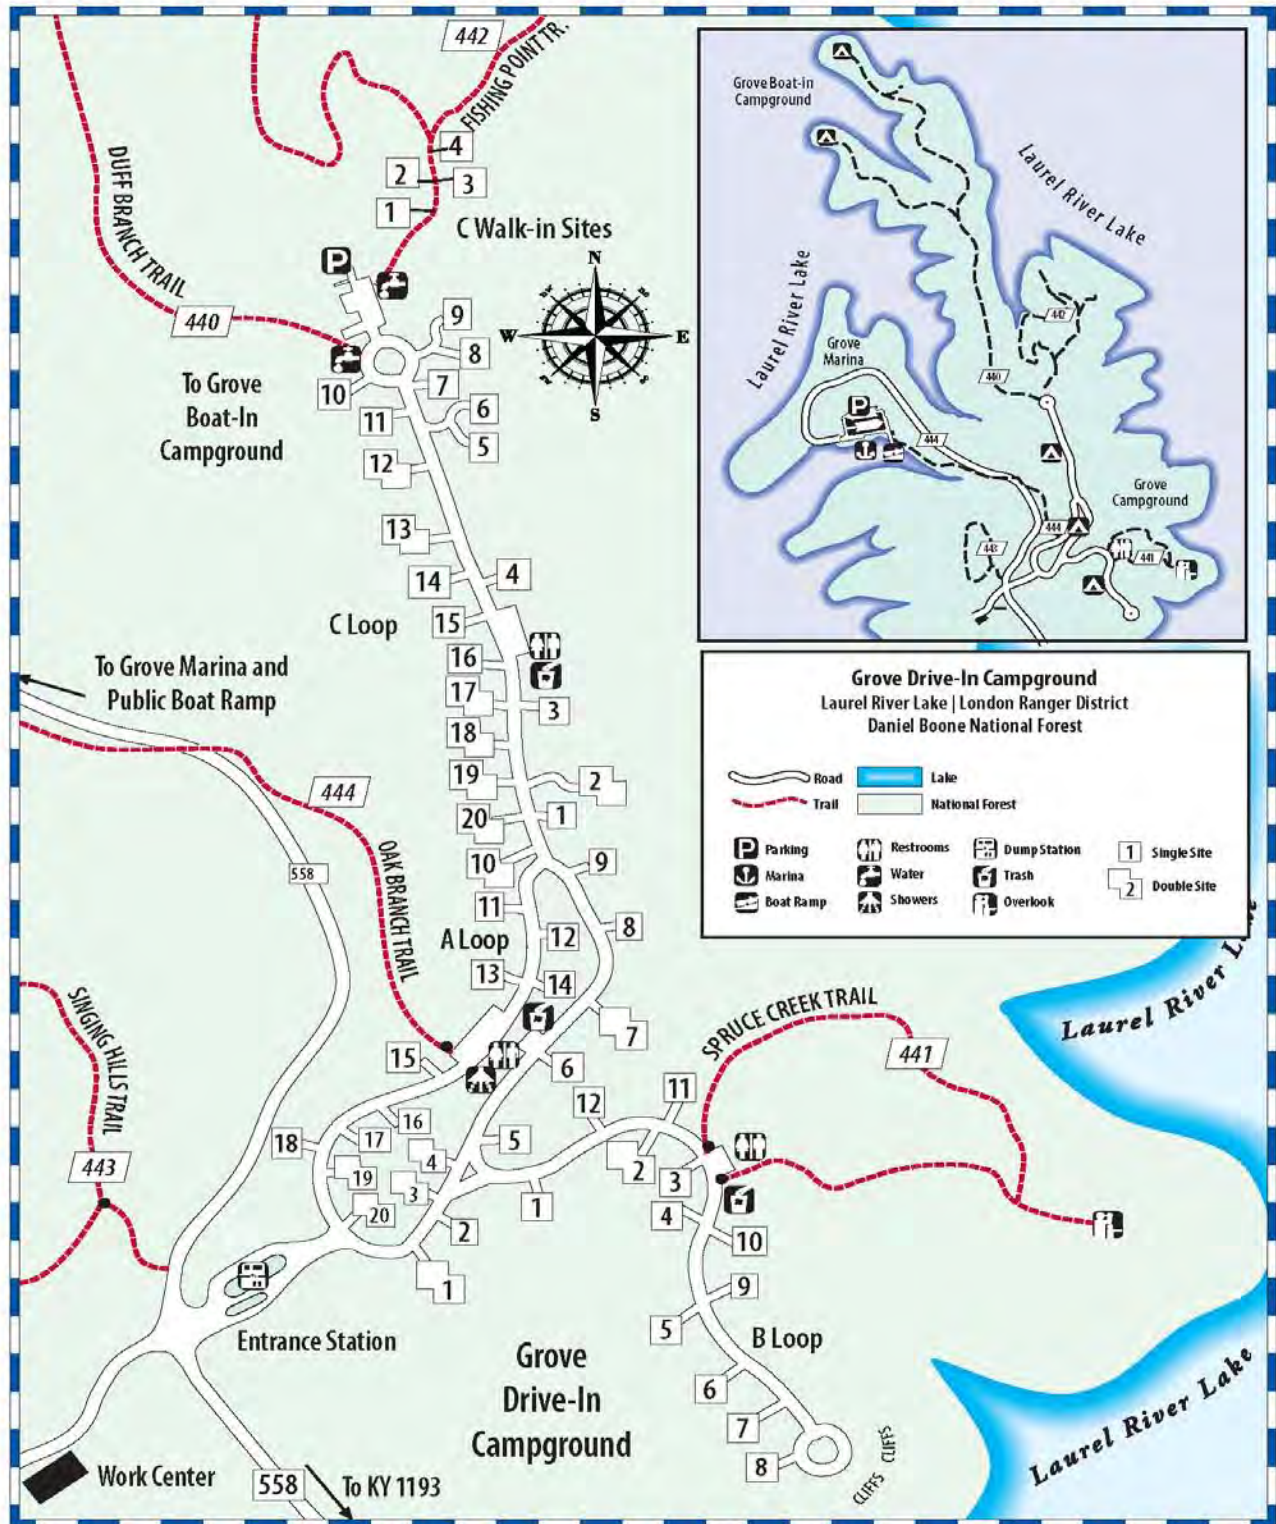 442
FISHING POINT TR.
DUFF BRANCH TRAIL
4
2
3
1
C Walk-in Sites
P
440
N
W
E
S
9
8
7
10
To Grove
Boat-In
Campground
11
6
5
12
13
14
4
C Loop
15
16
17
3
18
19
2
20
1
To Grove Marina and
Public Boat Ramp
444
OAK BRANCH TRAIL
558
10
9
11
8
A Loop
12
13
14
7
15
6
16
17
18
5
4
19
3
20
2
1
SINGING HILLS TRAIL
443
SPRUCE CREEK TRAIL
441
12
11
2
3
1
4
10
9
5
B Loop
6
7
8
CLIFFS
CLIFFS
Entrance Station
Grove
Drive-In
Campground
Work Center
558
To KY 1193
Laurel River Lake
Laurel River Lake
Grove Boat-in
Campground
Laurel River Lake
Laurel River Lake
Grove
Marina
P
442
440
444
Grove
Campground
444
443
441
Grove Drive-In Campground
Laurel River Lake | London Ranger District
Daniel Boone National Forest
Road
Lake
Trail
National Forest
P Parking
Restrooms
Dump Station
1 Single Site
Marina
Water
Trash
2 Double Site
Boat Ramp
Showers
Overlook